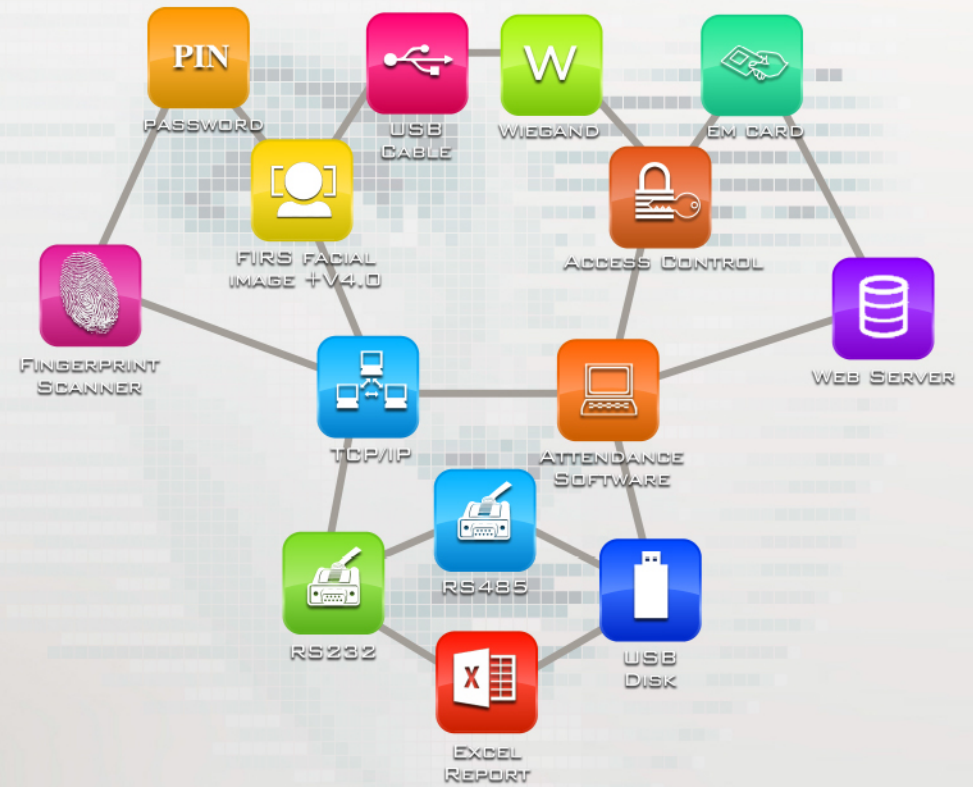 PIN
PASSWORD
USB
CABLE
W
WIEGAND
EM CARD
FIRS FACIAL
IMAGE +V4.0
ACCESS CONTROL
FINGERPRINT
SCANNER
WEB SERVER
TCP/IP
ATTENDANCE
SOFTWARE
RS485
RS232
USB
DISK
X
EXCEL
REPORT